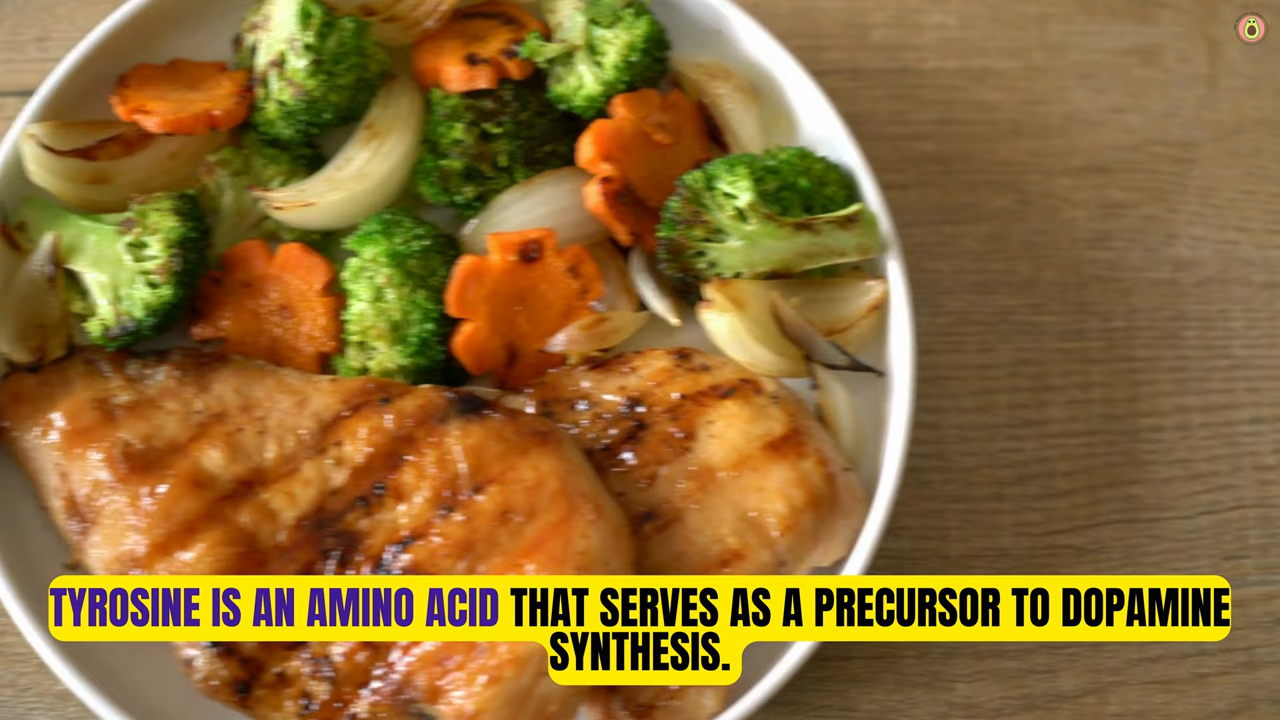 TYROSINE IS AN AMINO ACID THAT SERVES AS A PRECURSOR TO DOPAMINE
SYNTHESIS.